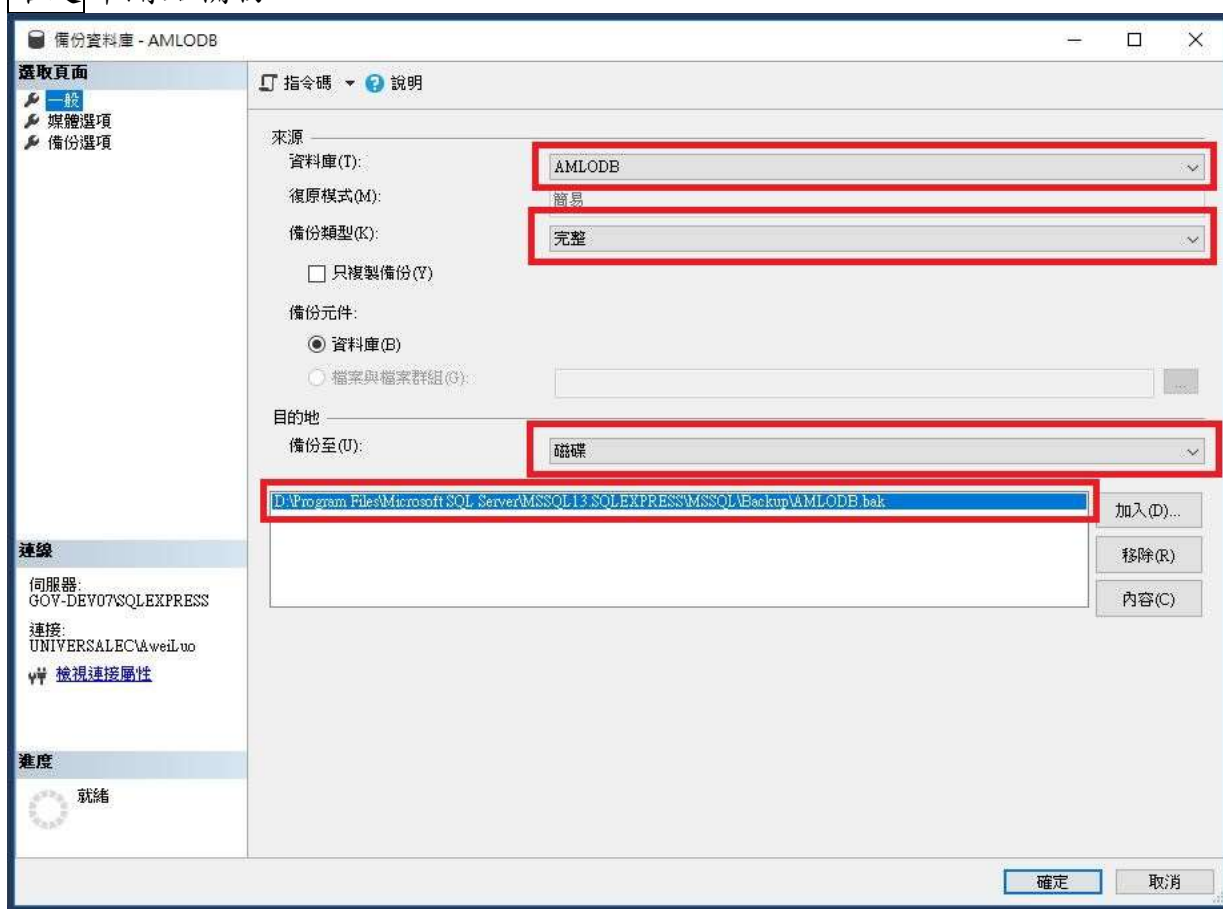 備份資料庫 - AMLODB
選取頁面
一般
媒體選項
備份選項
指令碼 說明
來源
資料庫(T): AMLODB
復原模式(M): 簡易
備份類型(K): 完整
只複製備份(Y)
備份元件:
資料庫(B)
檔案與檔案群組(G): ...
目的地
備份至(U): 磁碟
D:\Program Files\Microsoft SQL Server\MSSQL13.SQLEXPRESS\MSSQL\Backup\AMLODB.bak
加入(D)...
移除(R)
內容(C)
連線
伺服器:
GOV-DEV07\SQLEXPRESS
連接:
UNIVERSALEC\AweiLuo
檢視連接屬性
進度
就緒
確定 取消